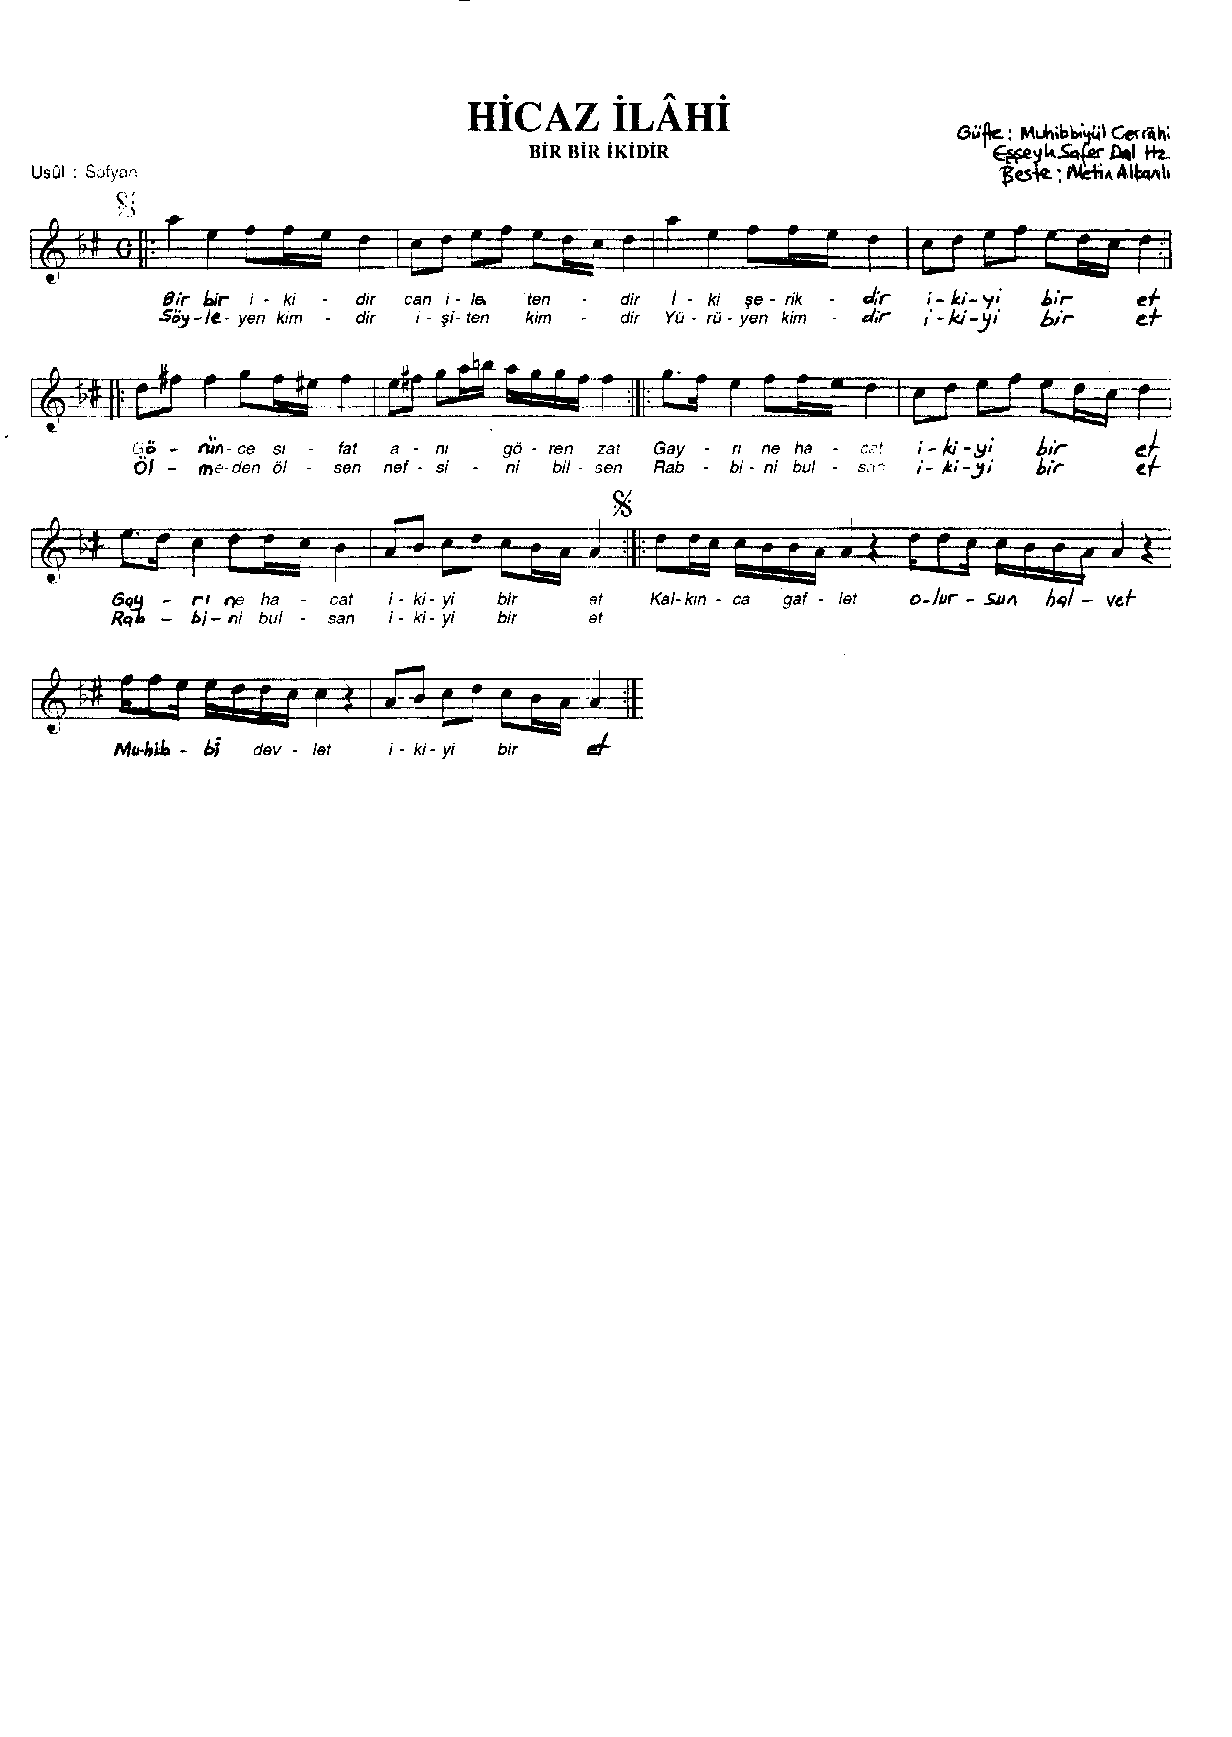 HİCAZ İLÂHİ
BİR BİR İKİDİR
Güfte : Muhibbiyül Cerrâhi
Eşşeyh Safer Dal Hz.
Beste : Metin Alkanlı
Usûl : Sofyan
Bir bir i - ki - dir can i - le ten - dir İ - ki şe - rik - dir i - ki - yi bir et
Söy - le - yen kim - dir i - şi - ten kim - dir Yü - rü - yen kim - dir i - ki - yi bir et
Gö - rün - ce sı - fat a - nı gö - ren zat Gay - rı ne ha - cat i - ki - yi bir et
Öl - me - den öl - sen nef - si - ni bil - sen Rab - bi - ni bul - san i - ki - yi bir et
Gay - rı ne ha - cat i - ki - yi bir et Kal - kın - ca gaf - let o - lur - sun hal - vet
Rab - bi - ni bul - san i - ki - yi bir et
Mu - hib - bi dev - let i - ki - yi bir et